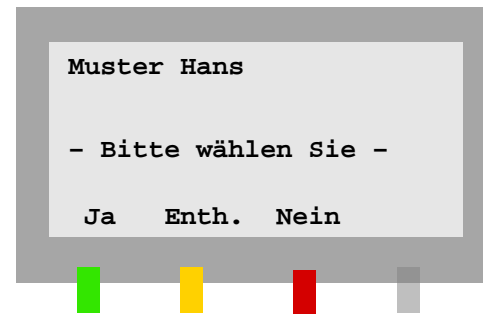 Muster Hans
– Bitte wählen Sie –
Ja Enth. Nein